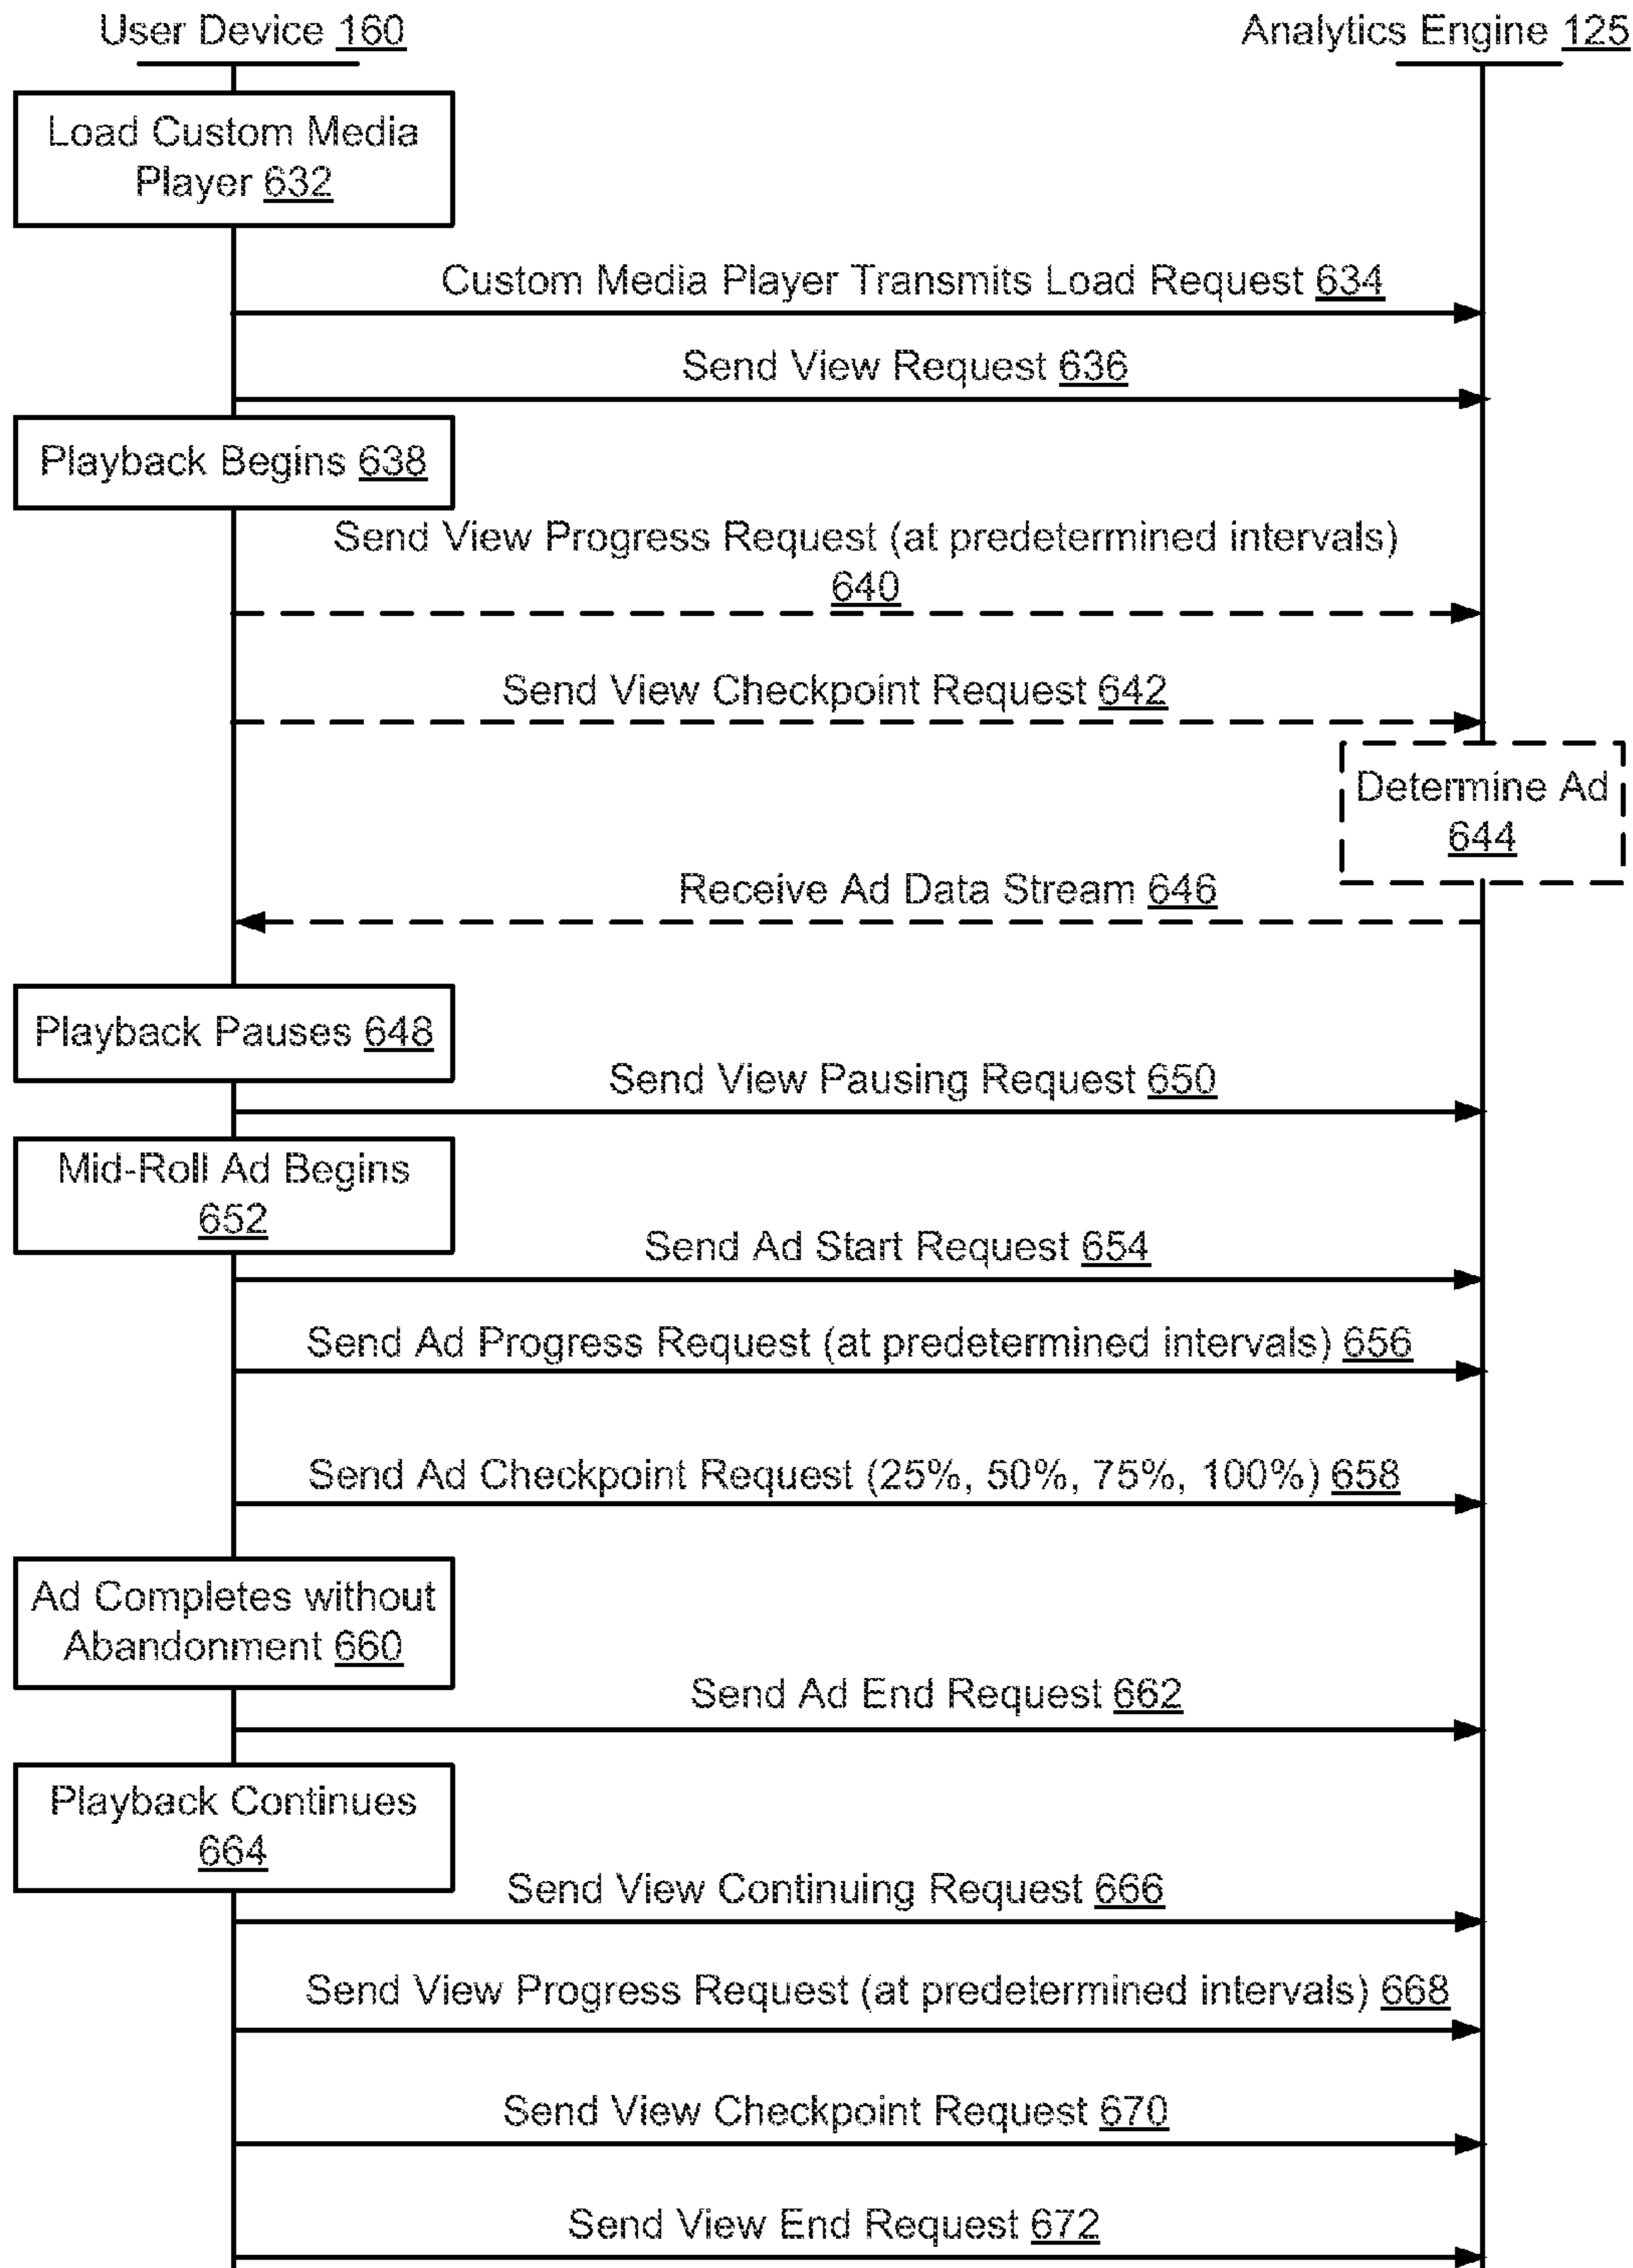 User Device 160
Analytics Engine 125
Load Custom Media
Player 632
Custom Media Player Transmits Load Request 634
Send View Request 636
Playback Begins 638
Send View Progress Request (at predetermined intervals)
640
Send View Checkpoint Request 642
Determine Ad
644
Receive Ad Data Stream 646
Playback Pauses 648
Send View Pausing Request 650
Mid-Roll Ad Begins
652
Send Ad Start Request 654
Send Ad Progress Request (at predetermined intervals) 656
Send Ad Checkpoint Request (25%, 50%, 75%, 100%) 658
Ad Completes without
Abandonment 660
Send Ad End Request 662
Playback Continues
664
Send View Continuing Request 666
Send View Progress Request (at predetermined intervals) 668
Send View Checkpoint Request 670
Send View End Request 672